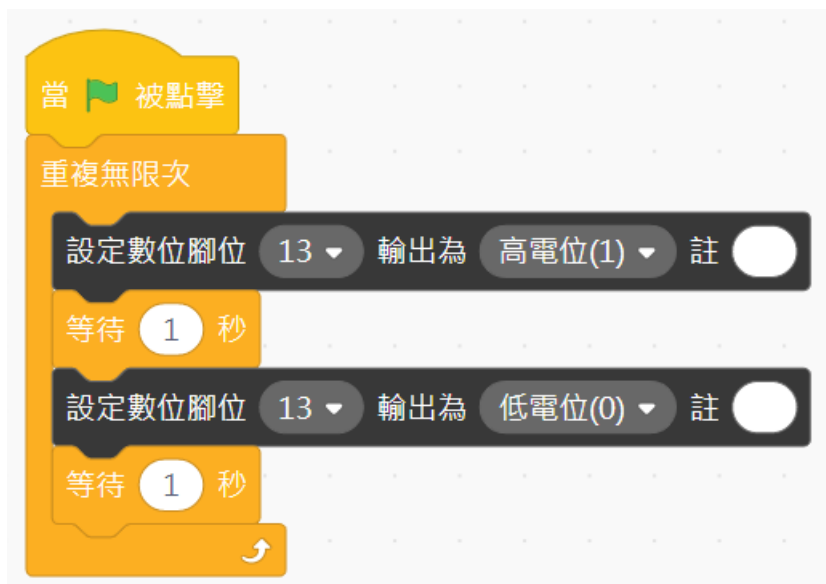 當 被點擊
重複無限次
設定數位腳位 13 輸出為 高電位(1) 註
等待 1 秒
設定數位腳位 13 輸出為 低電位(0) 註
等待 1 秒